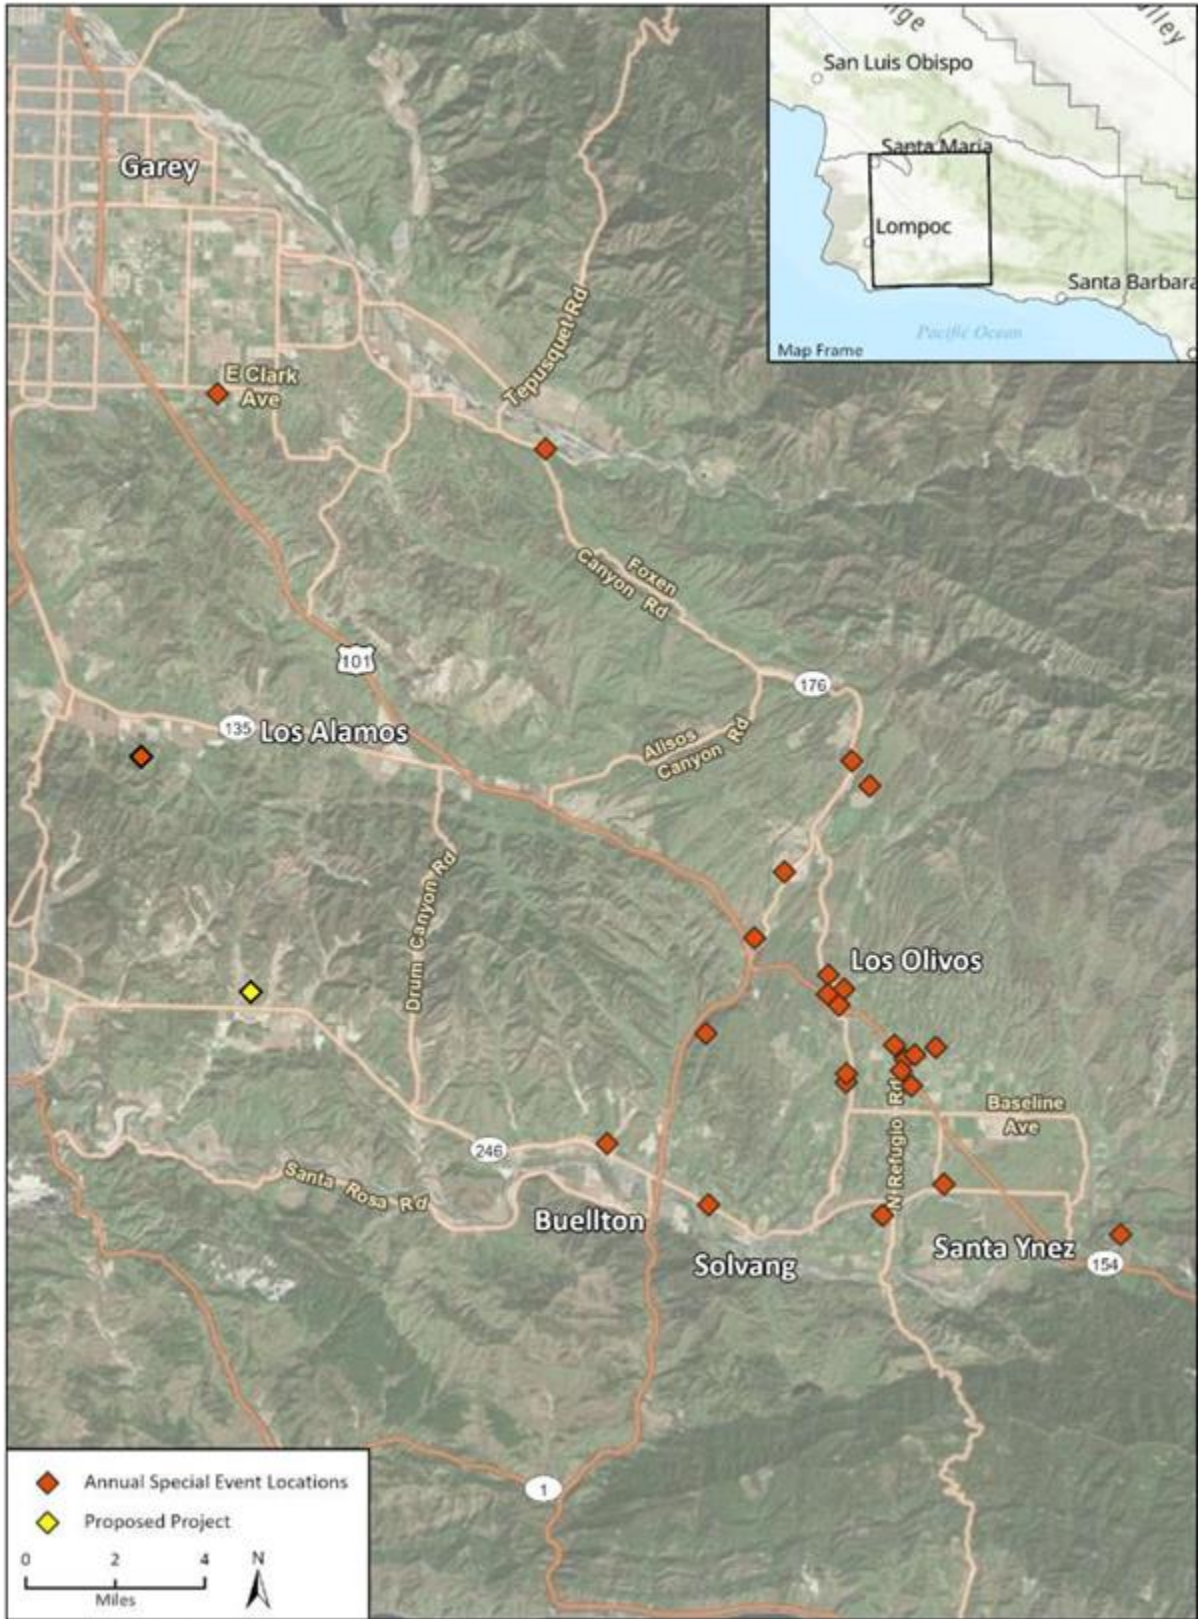 nge
lley
San Luis Obispo
Santa Maria
Lompoc
Santa Barbara
Pacific Ocean
Map Frame
Garey
E Clark
Ave
Tepusquet Rd
Foxen
Canyon Rd
101
176
135
Los Alamos
Alisos
Canyon Rd
Drum Canyon Rd
Los Olivos
Baseline
Ave
N Refugio Rd
246
Santa Rosa Rd
Buellton
Solvang
Santa Ynez
154
1
Annual Special Event Locations
Proposed Project
0 2 4
Miles
N